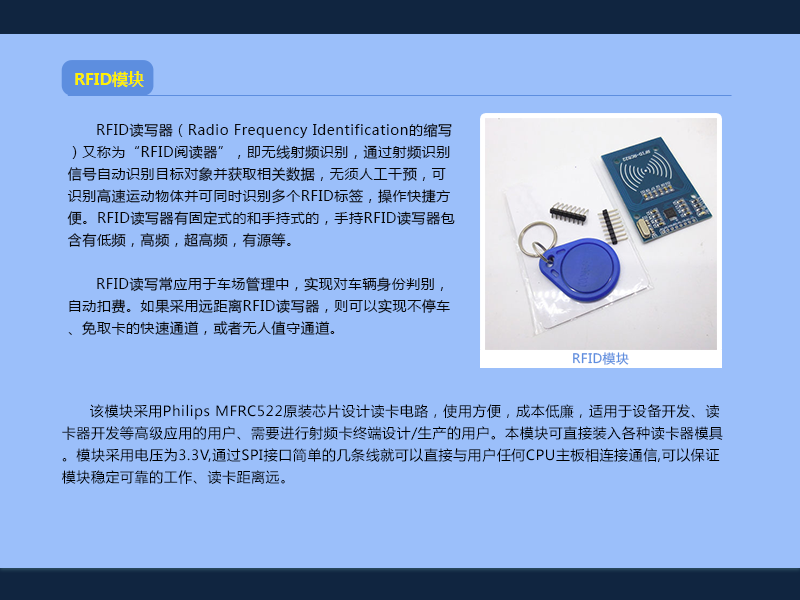 RFID模块
RFID读写器（Radio Frequency Identification的缩写
）又称为“RFID阅读器”，即无线射频识别，通过射频识别
信号自动识别目标对象并获取相关数据，无须人工干预，可
识别高速运动物体并可同时识别多个RFID标签，操作快捷方
便。RFID读写器有固定式的和手持式的，手持RFID读写器包
含有低频，高频，超高频，有源等。
RFID读写常应用于车场管理中，实现对车辆身份判别，
自动扣费。如果采用远距离RFID读写器，则可以实现不停车
、免取卡的快速通道，或者无人值守通道。
RFID-RC522
RFID模块
该模块采用Philips MFRC522原装芯片设计读卡电路，使用方便，成本低廉，适用于设备开发、读
卡器开发等高级应用的用户、需要进行射频卡终端设计/生产的用户。本模块可直接装入各种读卡器模具
。模块采用电压为3.3V,通过SPI接口简单的几条线就可以直接与用户任何CPU主板相连接通信,可以保证
模块稳定可靠的工作、读卡距离远。